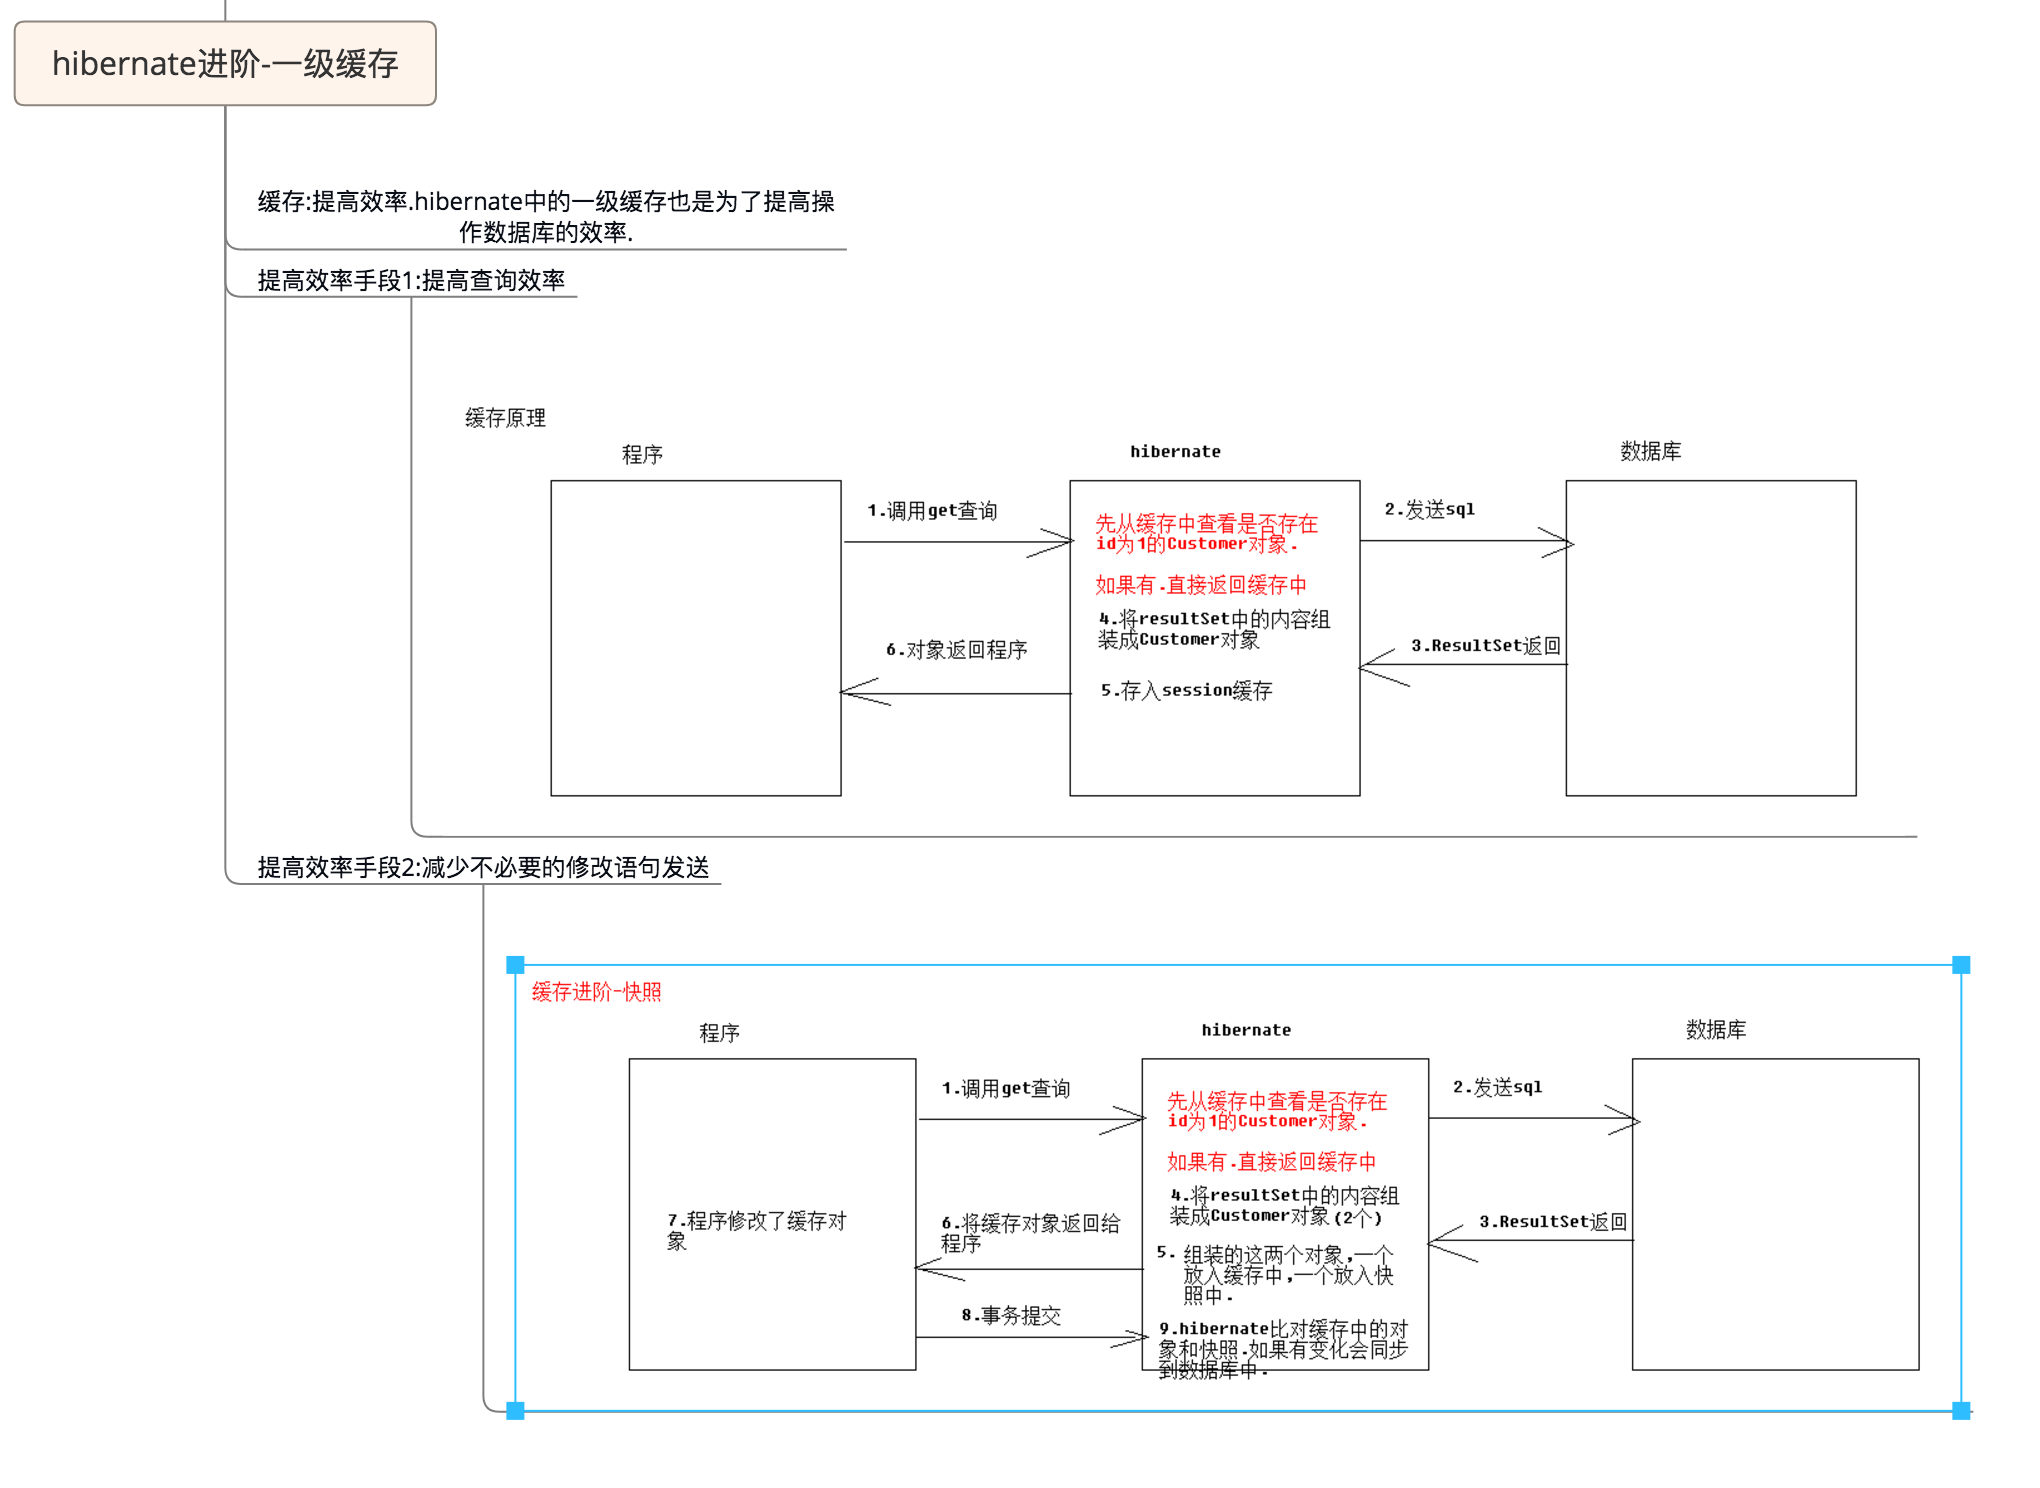 hibernate进阶-一级缓存
缓存:提高效率.hibernate中的一级缓存也是为了提高操
作数据库的效率.
提高效率手段1:提高查询效率
缓存原理
程序
hibernate
数据库
1.调用get查询
2.发送sql
先从缓存中查看是否存在
id为1的Customer对象.
如果有.直接返回缓存中
4.将resultSet中的内容组
装成Customer对象
3.ResultSet返回
6.对象返回程序
5.存入session缓存
提高效率手段2:减少不必要的修改语句发送
缓存进阶-快照
程序
hibernate
数据库
1.调用get查询
2.发送sql
先从缓存中查看是否存在
id为1的Customer对象.
如果有.直接返回缓存中
4.将resultSet中的内容组
装成Customer对象(2个)
3.ResultSet返回
7.程序修改了缓存对
象
6.将缓存对象返回给
程序
5. 组装的这两个对象,一个
放入缓存中,一个放入快
照中.
8.事务提交
9.hibernate比对缓存中的对
象和快照.如果有变化会同步
到数据库中.